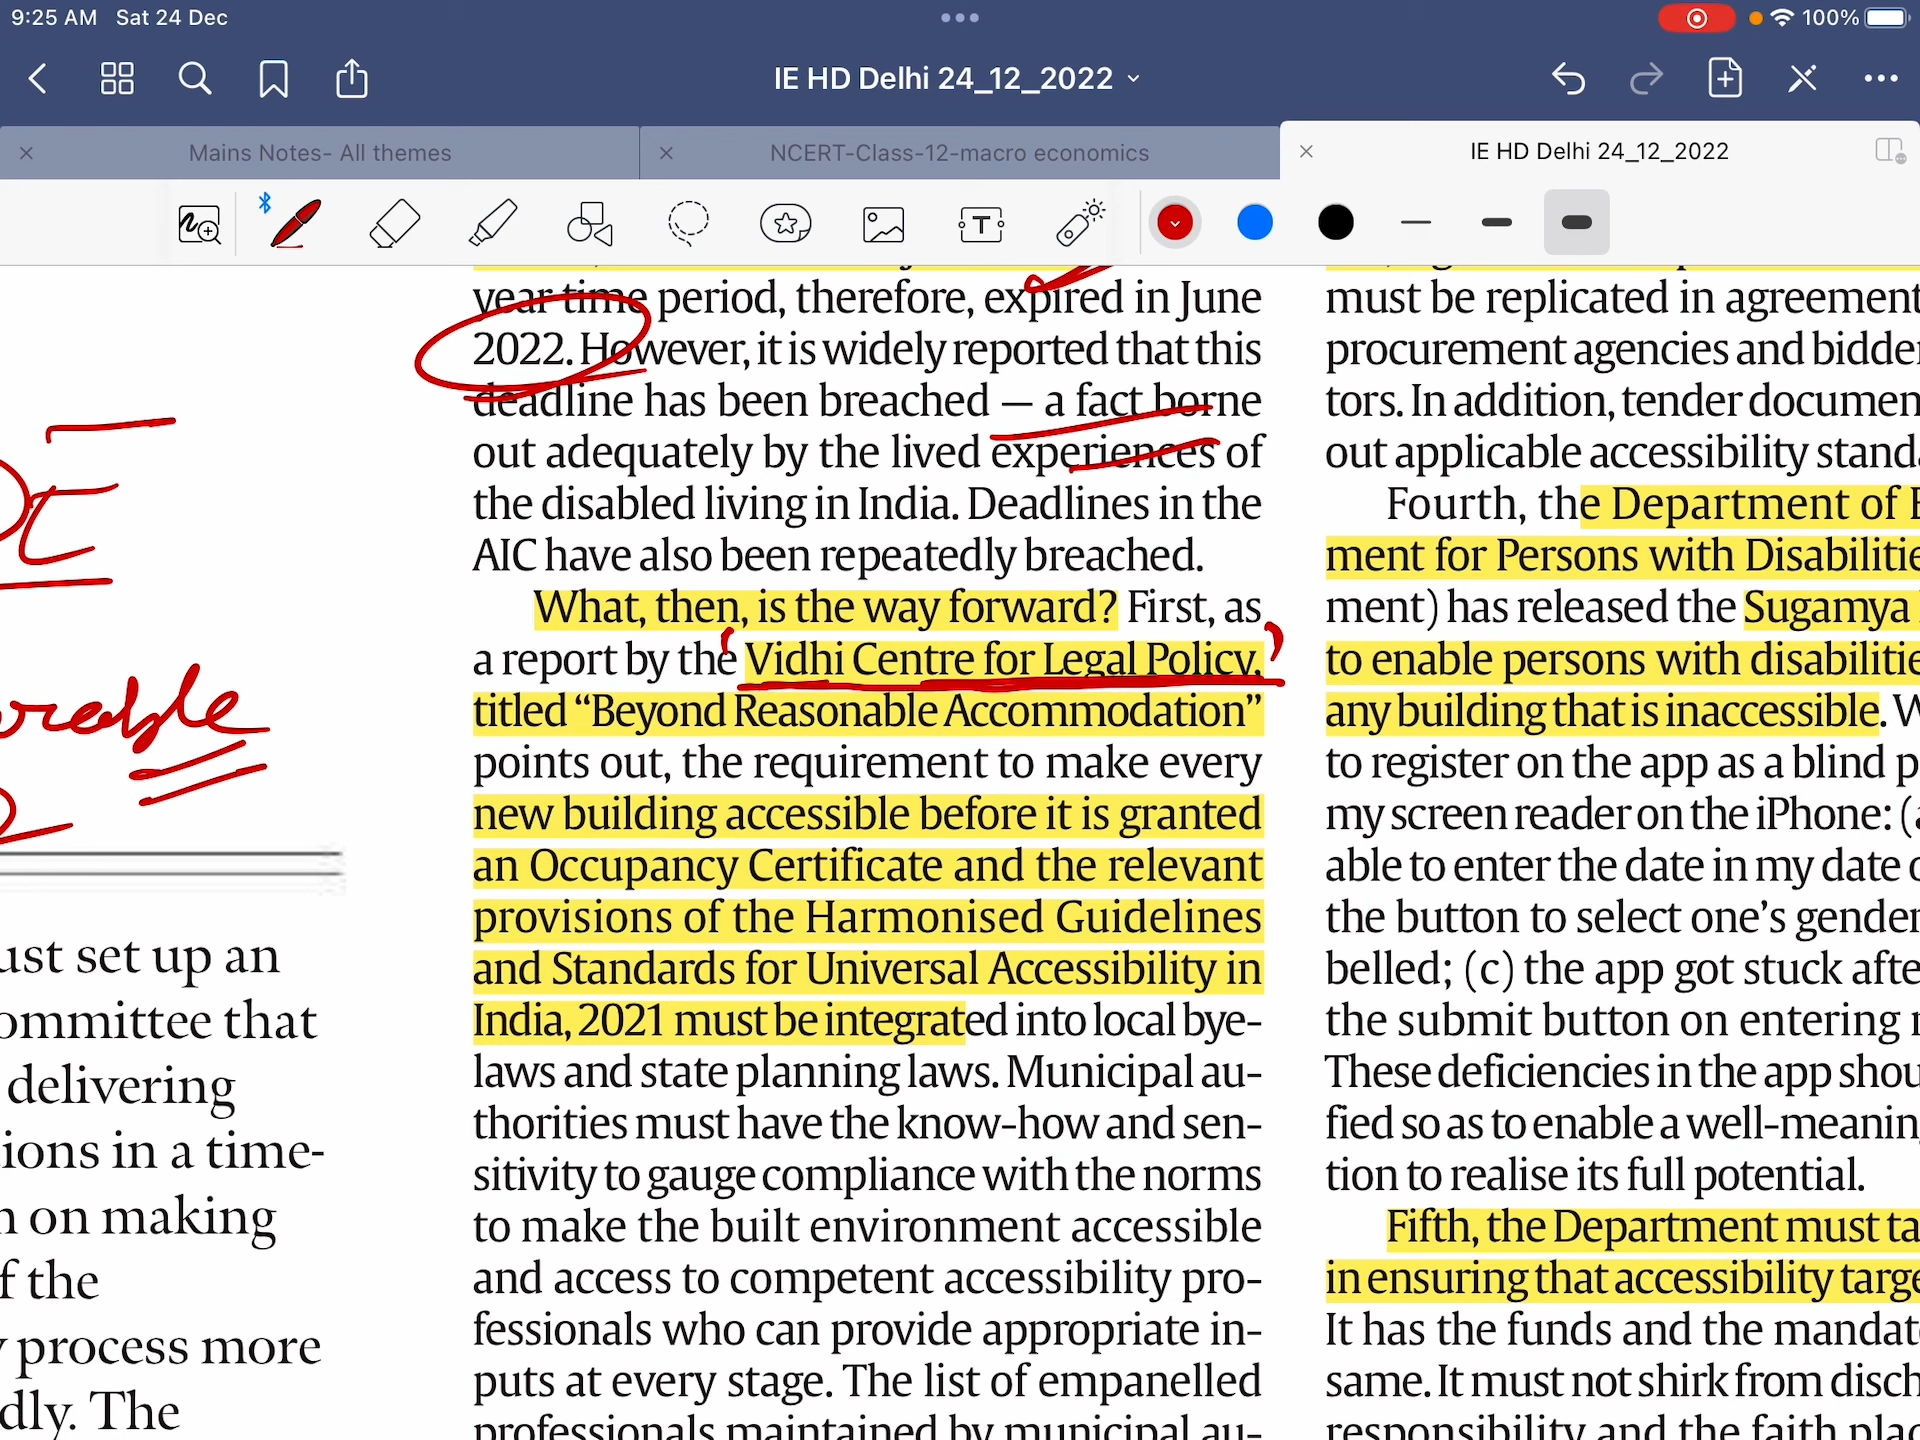 9:25 AM Sat 24 Dec
100%
IE HD Delhi 24_12_2022
Mains Notes- All themes
NCERT-Class-12-macro economics
IE HD Delhi 24_12_2022
ust set up an
ommittee that
delivering
ions in a time-
n on making
f the
y process more
dly. The
year time period, therefore, expired in June
2022. However, it is widely reported that this
deadline has been breached — a fact borne
out adequately by the lived experiences of
the disabled living in India. Deadlines in the
AIC have also been repeatedly breached.
What, then, is the way forward? First, as
a report by the Vidhi Centre for Legal Policy,
titled “Beyond Reasonable Accommodation”
points out, the requirement to make every
new building accessible before it is granted
an Occupancy Certificate and the relevant
provisions of the Harmonised Guidelines
and Standards for Universal Accessibility in
India, 2021 must be integrated into local bye-
laws and state planning laws. Municipal au-
thorities must have the know-how and sen-
sitivity to gauge compliance with the norms
to make the built environment accessible
and access to competent accessibility pro-
fessionals who can provide appropriate in-
puts at every stage. The list of empanelled
professionals maintained by municipal au-
must be replicated in agreement
procurement agencies and bidde
tors. In addition, tender documen
out applicable accessibility stand
Fourth, the Department of
ment for Persons with Disabilitie
ment) has released the Sugamya
to enable persons with disabilitie
any building that is inaccessible. W
to register on the app as a blind p
my screen reader on the iPhone: (a
able to enter the date in my date o
the button to select one’s gender
belled; (c) the app got stuck afte
the submit button on entering
These deficiencies in the app shou
fied so as to enable a well-meanin
tion to realise its full potential.
Fifth, the Department must ta
in ensuring that accessibility targe
It has the funds and the mandat
same. It must not shirk from disch
responsibility and the faith plac